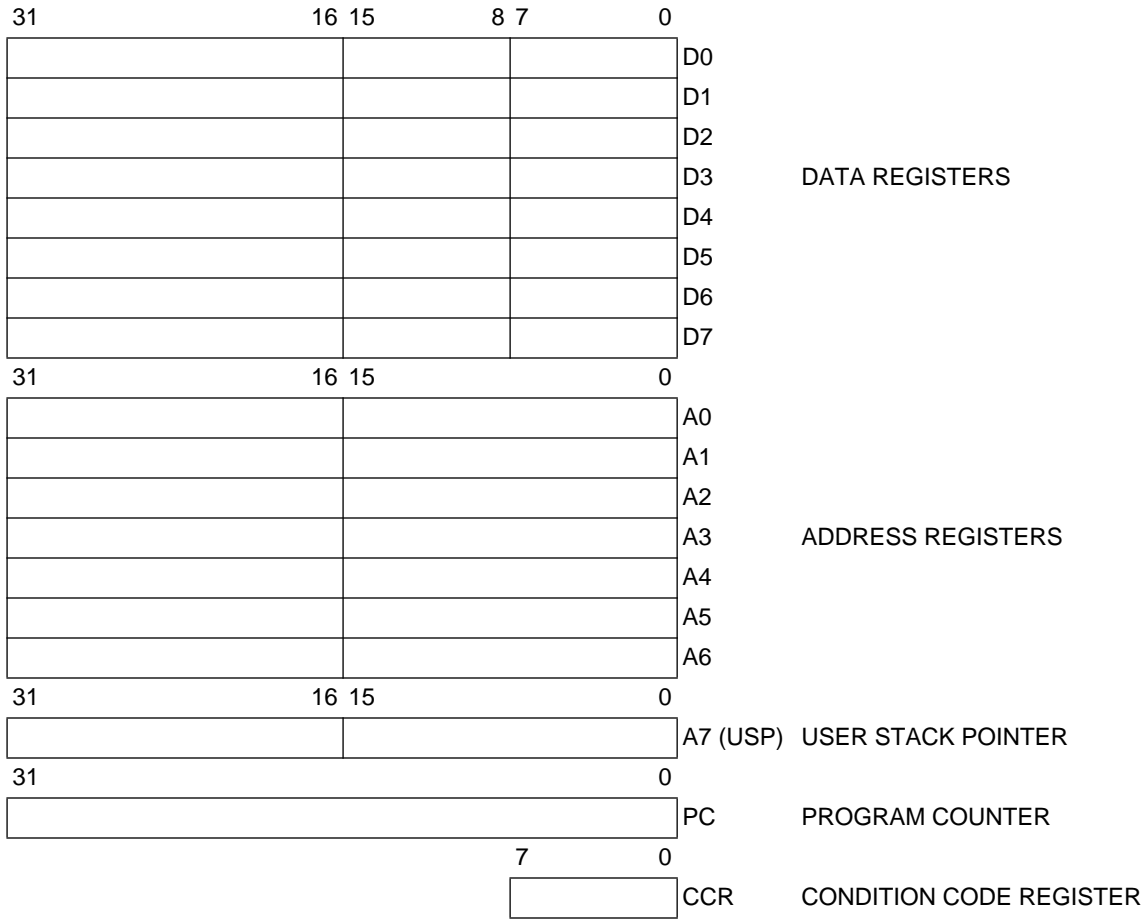 31 16 15 8 7 0
D0
D1
D2
D3 DATA REGISTERS
D4
D5
D6
D7
31 16 15 0
A0
A1
A2
A3 ADDRESS REGISTERS
A4
A5
A6
31 16 15 0
A7 (USP) USER STACK POINTER
31 0
PC PROGRAM COUNTER
7 0
CCR CONDITION CODE REGISTER